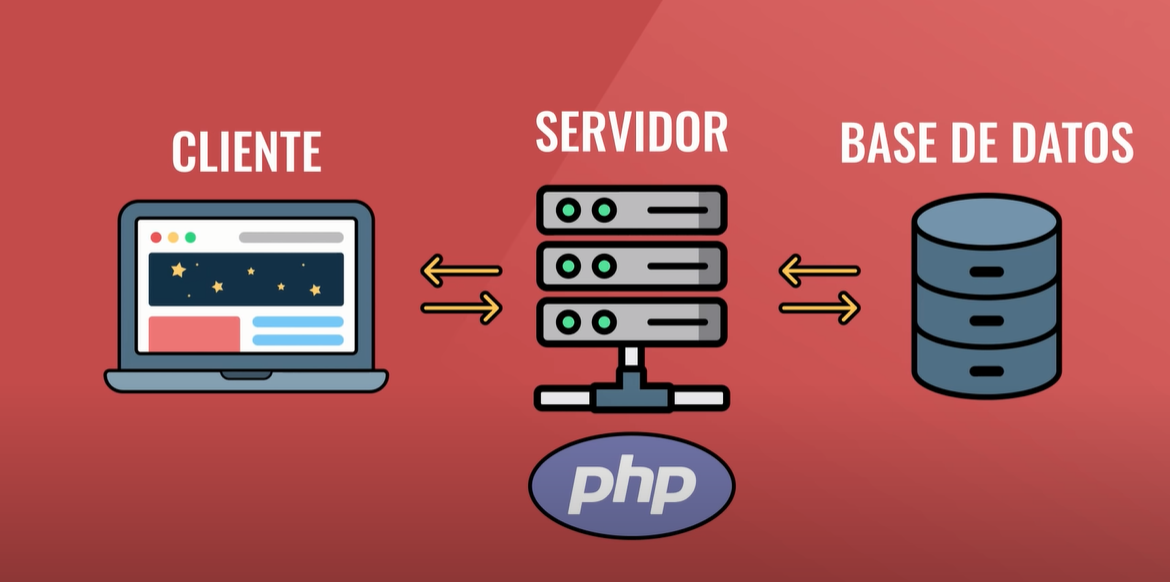 CLIENTE
SERVIDOR
BASE DE DATOS
php